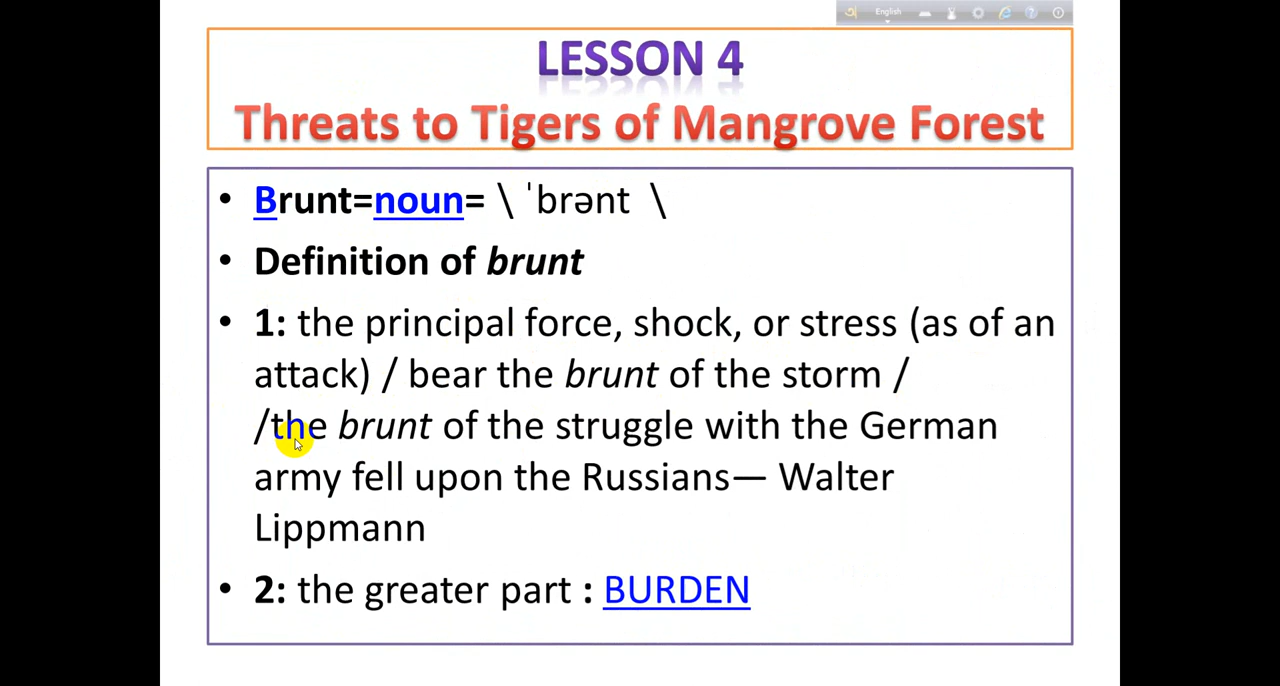 অ English
LESSON 4
Threats to Tigers of Mangrove Forest
• Brunt=noun= \ ˈbrənt \
• Definition of brunt
• 1: the principal force, shock, or stress (as of an
attack) / bear the brunt of the storm /
/the brunt of the struggle with the German
army fell upon the Russians— Walter
Lippmann
• 2: the greater part : BURDEN